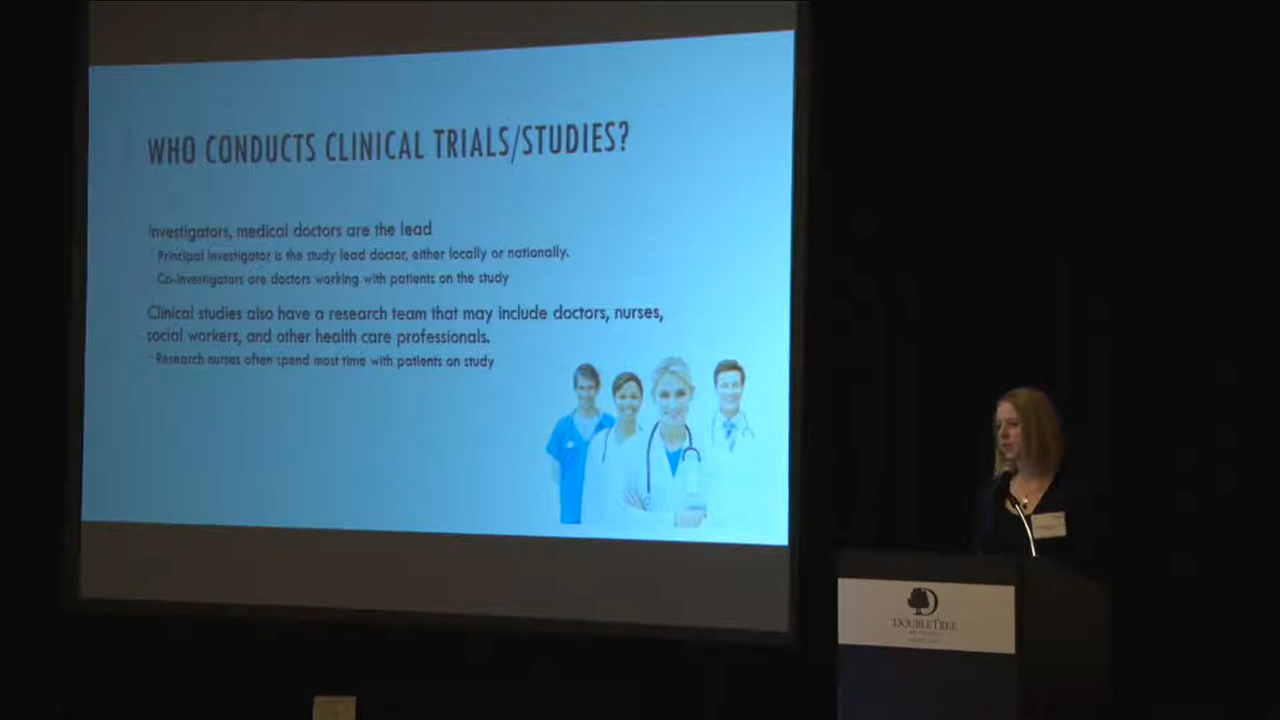 WHO CONDUCTS CLINICAL TRIALS/STUDIES?
Investigators, medical doctors are the lead
Principal Investigator is the study lead doctor, either locally or nationally.
Co-investigators are doctors working with patients on the study
Clinical studies also have a research team that may include doctors, nurses,
social workers, and other health care professionals.
Research nurses often spend most time with patients on study
D
DOUBLETREE